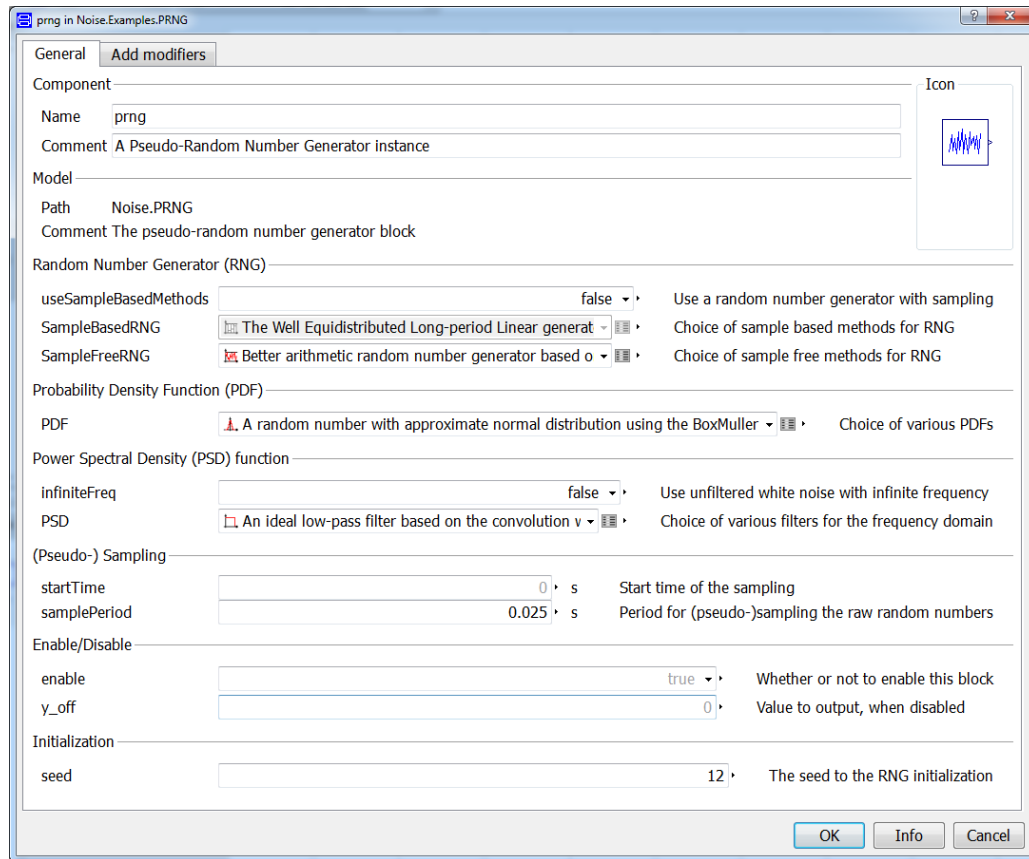 prng in Noise.Examples.PRNG
General Add modifiers
Component Icon
Name prng
Comment A Pseudo-Random Number Generator instance
Model
Path Noise.PRNG
Comment The pseudo-random number generator block
Random Number Generator (RNG)
useSampleBasedMethods false Use a random number generator with sampling
SampleBasedRNG The Well Equidistributed Long-period Linear generat Choice of sample based methods for RNG
SampleFreeRNG Better arithmetic random number generator based o Choice of sample free methods for RNG
Probability Density Function (PDF)
PDF A random number with approximate normal distribution using the BoxMuller Choice of various PDFs
Power Spectral Density (PSD) function
infiniteFreq false Use unfiltered white noise with infinite frequency
PSD An ideal low-pass filter based on the convolution w Choice of various filters for the frequency domain
(Pseudo-) Sampling
startTime 0 s Start time of the sampling
samplePeriod 0.025 s Period for (pseudo-)sampling the raw random numbers
Enable/Disable
enable true Whether or not to enable this block
y_off 0 Value to output, when disabled
Initialization
seed 12 The seed to the RNG initialization
OK Info Cancel